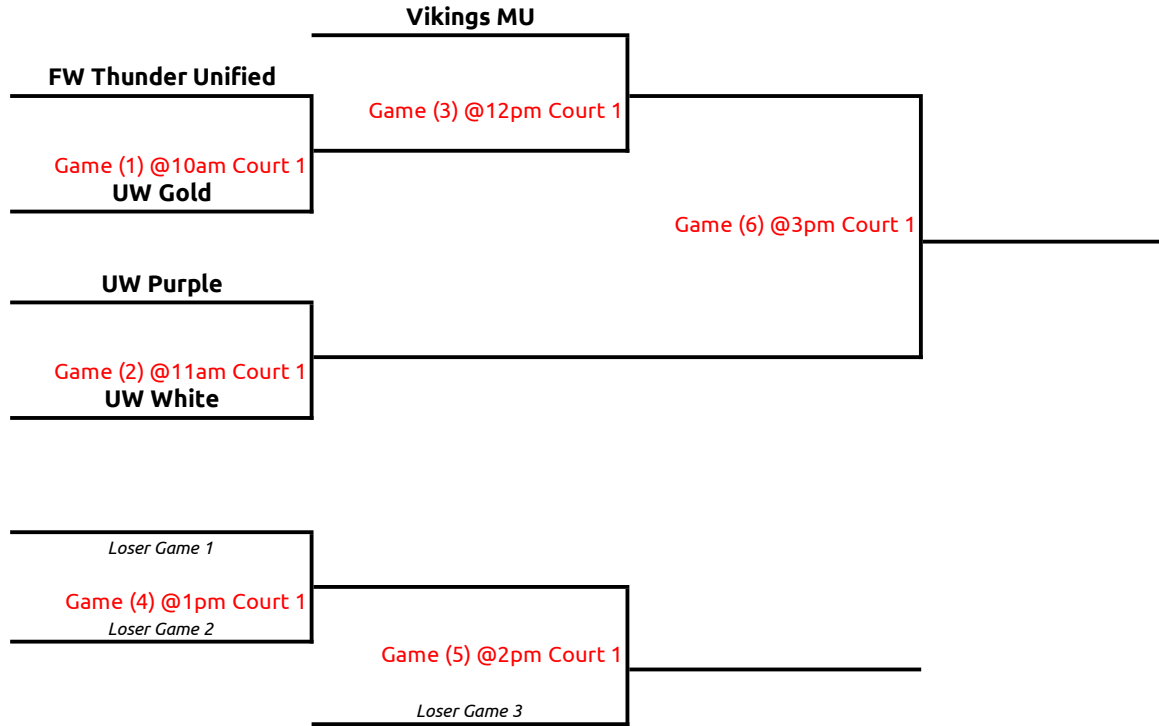 Vikings MU
FW Thunder Unified
Game (3) @12pm Court 1
Game (1) @10am Court 1
UW Gold
Game (6) @3pm Court 1
UW Purple
Game (2) @11am Court 1
UW White
Loser Game 1
Game (4) @1pm Court 1
Loser Game 2
Game (5) @2pm Court 1
Loser Game 3